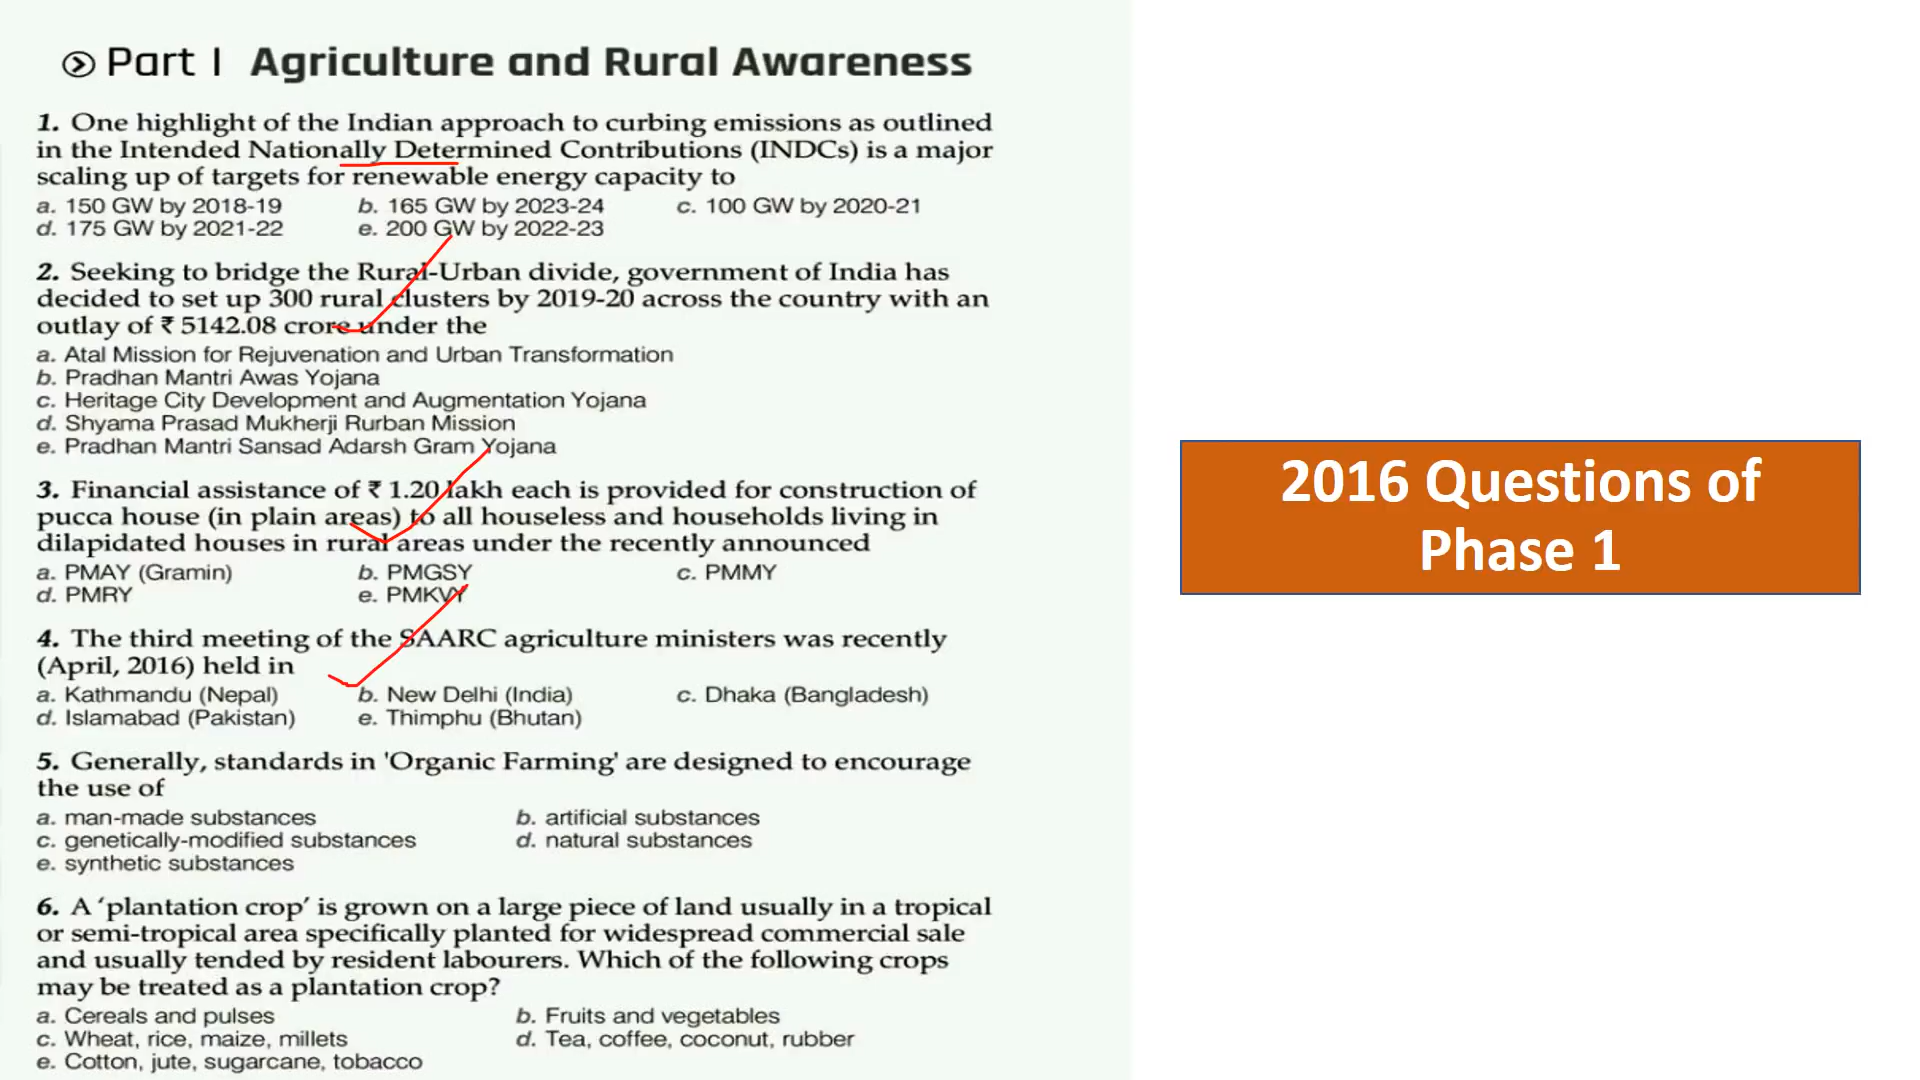 Part I Agriculture and Rural Awareness
1. One highlight of the Indian approach to curbing emissions as outlined
in the Intended Nationally Determined Contributions (INDCs) is a major
scaling up of targets for renewable energy capacity to
a. 150 GW by 2018-19 b. 165 GW by 2023-24 c. 100 GW by 2020-21
d. 175 GW by 2021-22 e. 200 GW by 2022-23
2. Seeking to bridge the Rural-Urban divide, government of India has
decided to set up 300 rural clusters by 2019-20 across the country with an
outlay of ₹ 5142.08 crore under the
a. Atal Mission for Rejuvenation and Urban Transformation
b. Pradhan Mantri Awas Yojana
c. Heritage City Development and Augmentation Yojana
d. Shyama Prasad Mukherji Rurban Mission
e. Pradhan Mantri Sansad Adarsh Gram Yojana
3. Financial assistance of ₹ 1.20 lakh each is provided for construction of
pucca house (in plain areas) to all houseless and households living in
dilapidated houses in rural areas under the recently announced
a. PMAY (Gramin) b. PMGSY c. PMMY
d. PMRY e. PMKVY
4. The third meeting of the SAARC agriculture ministers was recently
(April, 2016) held in
a. Kathmandu (Nepal) b. New Delhi (India) c. Dhaka (Bangladesh)
d. Islamabad (Pakistan) e. Thimphu (Bhutan)
5. Generally, standards in 'Organic Farming' are designed to encourage
the use of
a. man-made substances b. artificial substances
c. genetically-modified substances d. natural substances
e. synthetic substances
6. A ‘plantation crop’ is grown on a large piece of land usually in a tropical
or semi-tropical area specifically planted for widespread commercial sale
and usually tended by resident labourers. Which of the following crops
may be treated as a plantation crop?
a. Cereals and pulses b. Fruits and vegetables
c. Wheat, rice, maize, millets d. Tea, coffee, coconut, rubber
e. Cotton, jute, sugarcane, tobacco
2016 Questions of
Phase 1